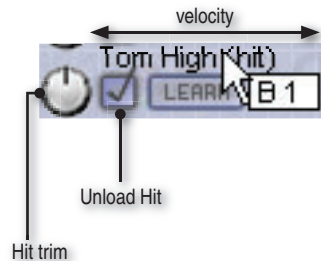 velocity
Tom High (hit)
LEARN
B 1
Unload Hit
Hit trim